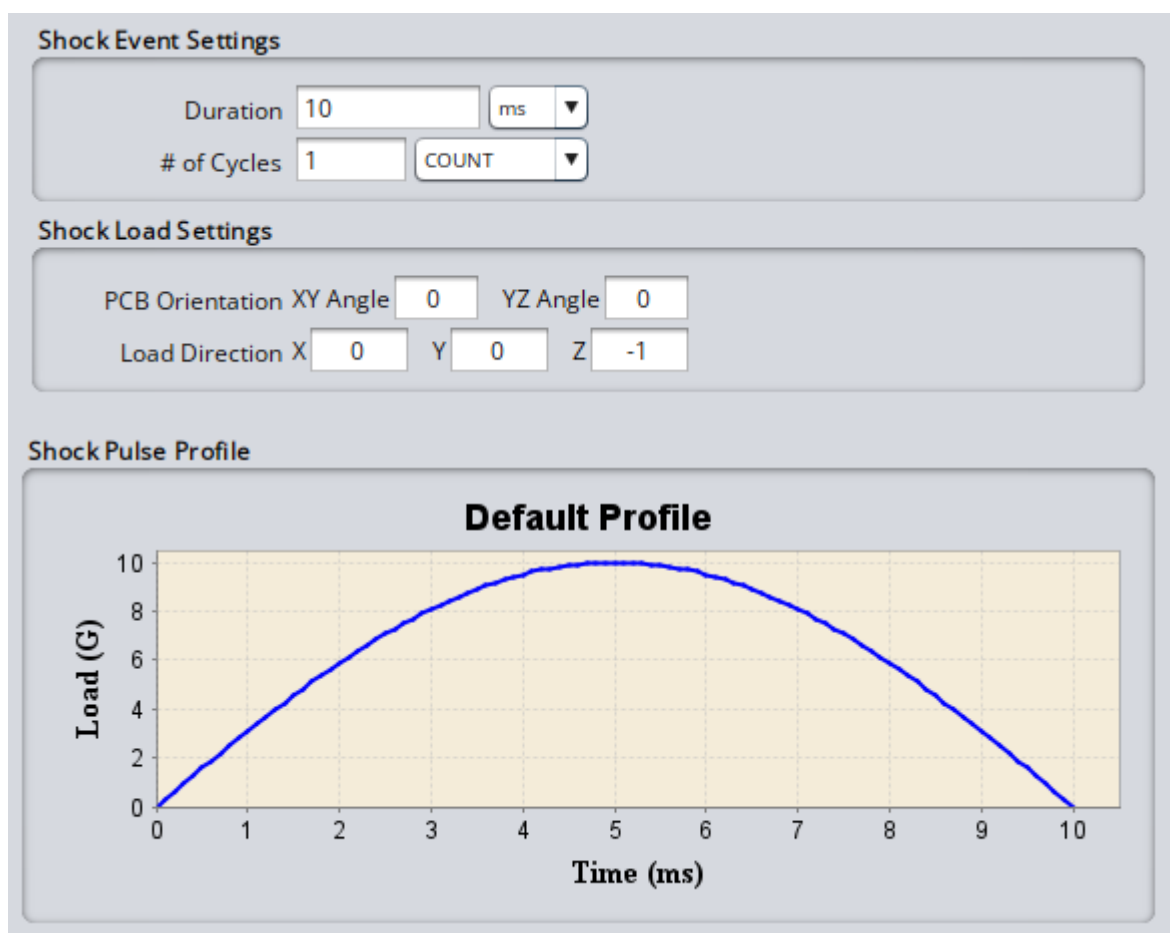 Shock Event Settings
Duration 10 ms
# of Cycles 1 COUNT
Shock Load Settings
PCB Orientation XY Angle 0 YZ Angle 0
Load Direction X 0 Y 0 Z -1
Shock Pulse Profile
Default Profile
Load (G)
10
8
6
4
2
0
0 1 2 3 4 5 6 7 8 9 10
Time (ms)